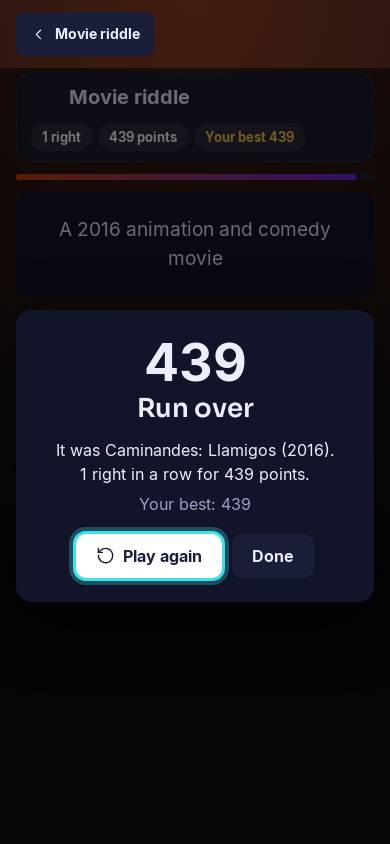 Movie riddle
Movie riddle
1 right
439 points
Your best 439
A 2016 animation and comedy
movie
439
Run over
It was Caminandes: Llamigos (2016).
1 right in a row for 439 points.
Your best: 439
Play again
Done